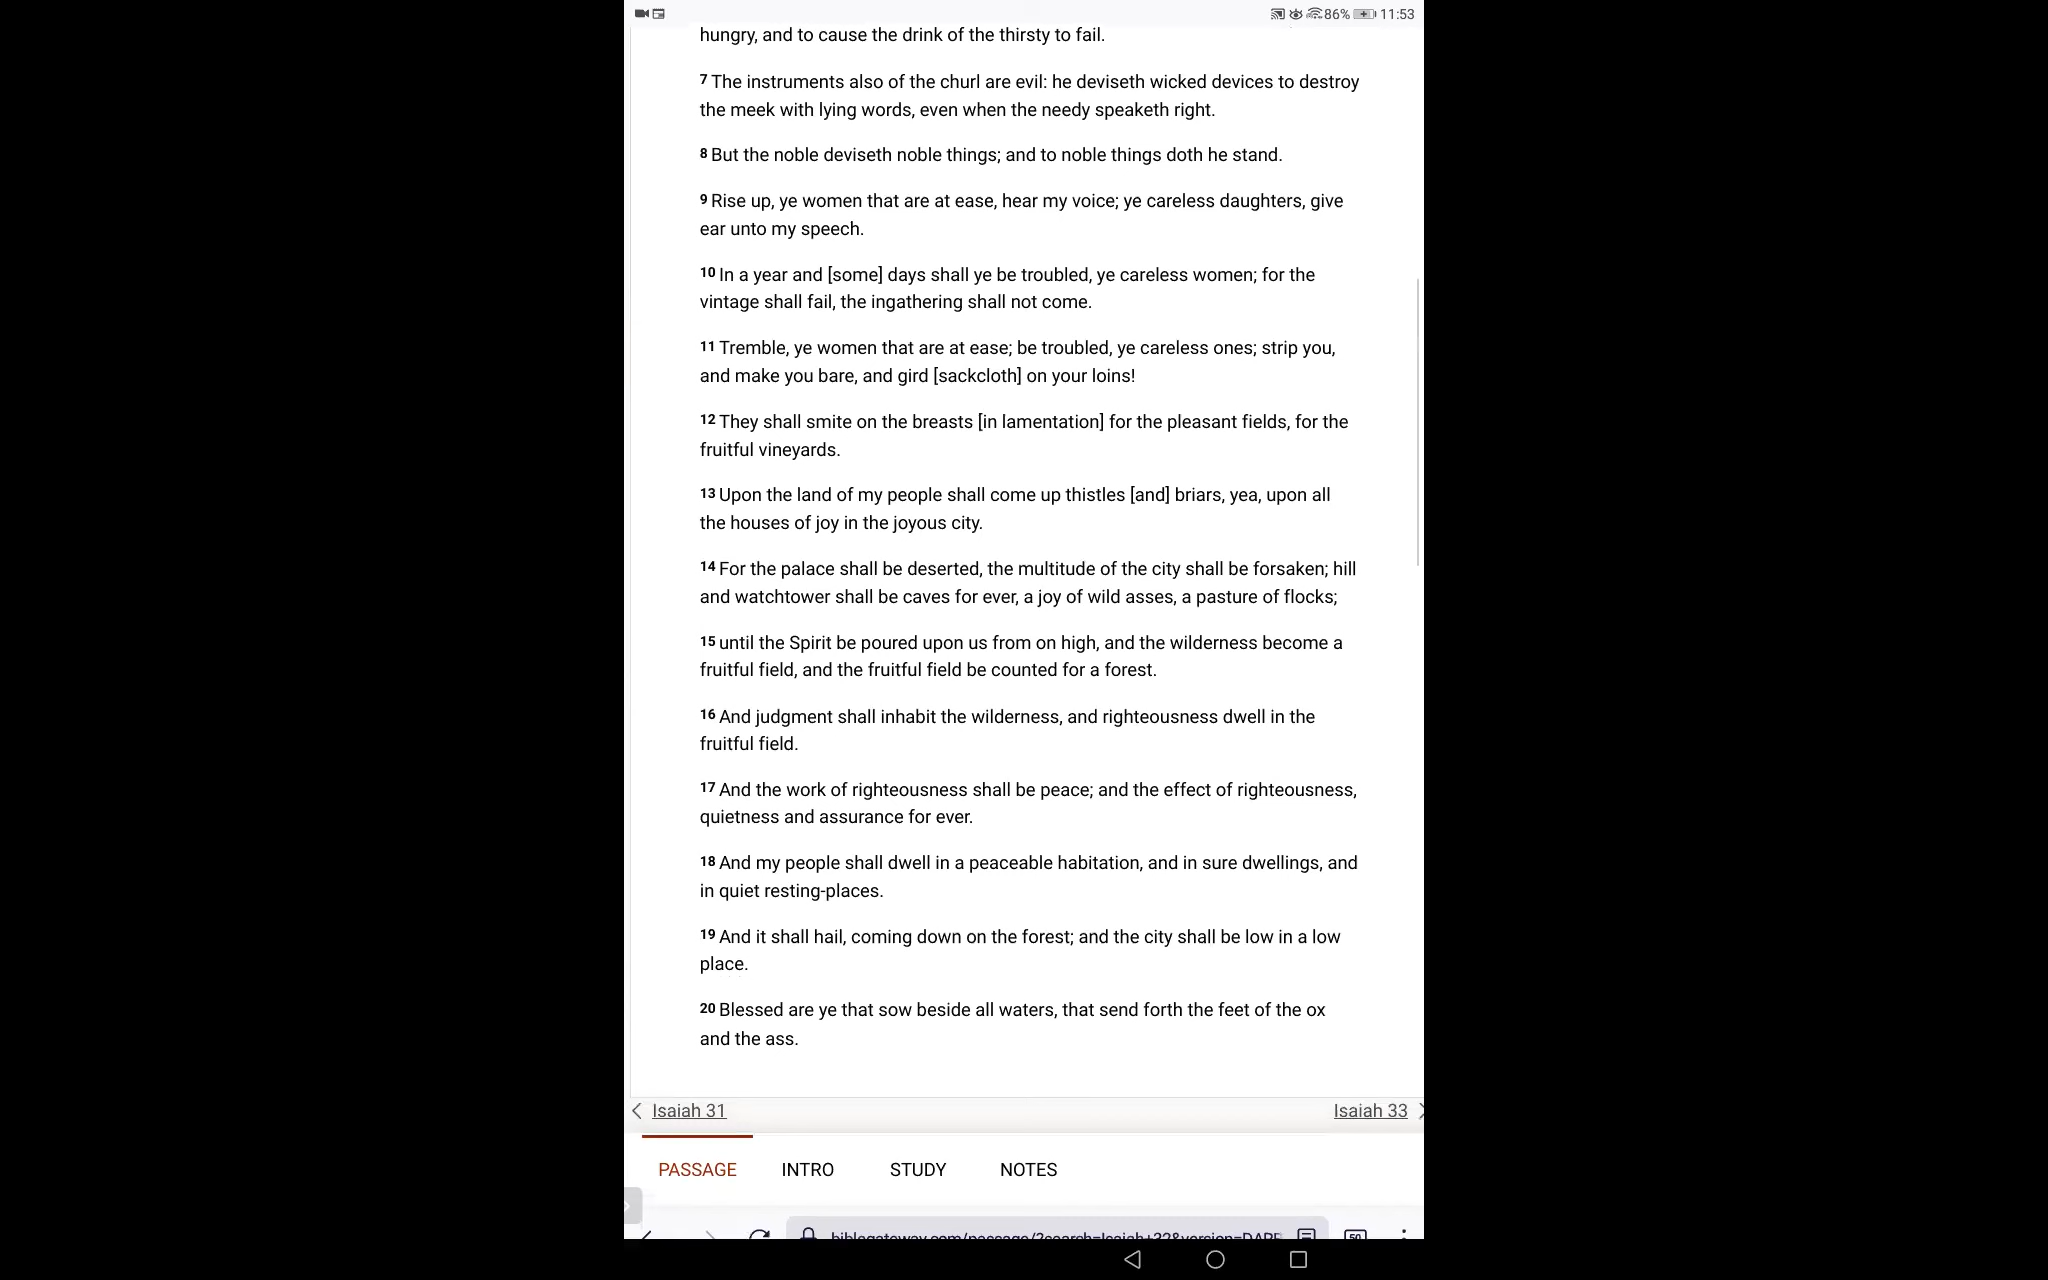 86% 11:53
hungry, and to cause the drink of the thirsty to fail.
7 The instruments also of the churl are evil: he deviseth wicked devices to destroy
the meek with lying words, even when the needy speaketh right.
8 But the noble deviseth noble things; and to noble things doth he stand.
9 Rise up, ye women that are at ease, hear my voice; ye careless daughters, give
ear unto my speech.
10 In a year and [some] days shall ye be troubled, ye careless women; for the
vintage shall fail, the ingathering shall not come.
11 Tremble, ye women that are at ease; be troubled, ye careless ones; strip you,
and make you bare, and gird [sackcloth] on your loins!
12 They shall smite on the breasts [in lamentation] for the pleasant fields, for the
fruitful vineyards.
13 Upon the land of my people shall come up thistles [and] briars, yea, upon all
the houses of joy in the joyous city.
14 For the palace shall be deserted, the multitude of the city shall be forsaken; hill
and watchtower shall be caves for ever, a joy of wild asses, a pasture of flocks;
15 until the Spirit be poured upon us from on high, and the wilderness become a
fruitful field, and the fruitful field be counted for a forest.
16 And judgment shall inhabit the wilderness, and righteousness dwell in the
fruitful field.
17 And the work of righteousness shall be peace; and the effect of righteousness,
quietness and assurance for ever.
18 And my people shall dwell in a peaceable habitation, and in sure dwellings, and
in quiet resting-places.
19 And it shall hail, coming down on the forest; and the city shall be low in a low
place.
20 Blessed are ye that sow beside all waters, that send forth the feet of the ox
and the ass.
Isaiah 31 Isaiah 33
PASSAGE INTRO STUDY NOTES
biblegateway.com/passage/?search=Isaiah+32&version=DARB 50